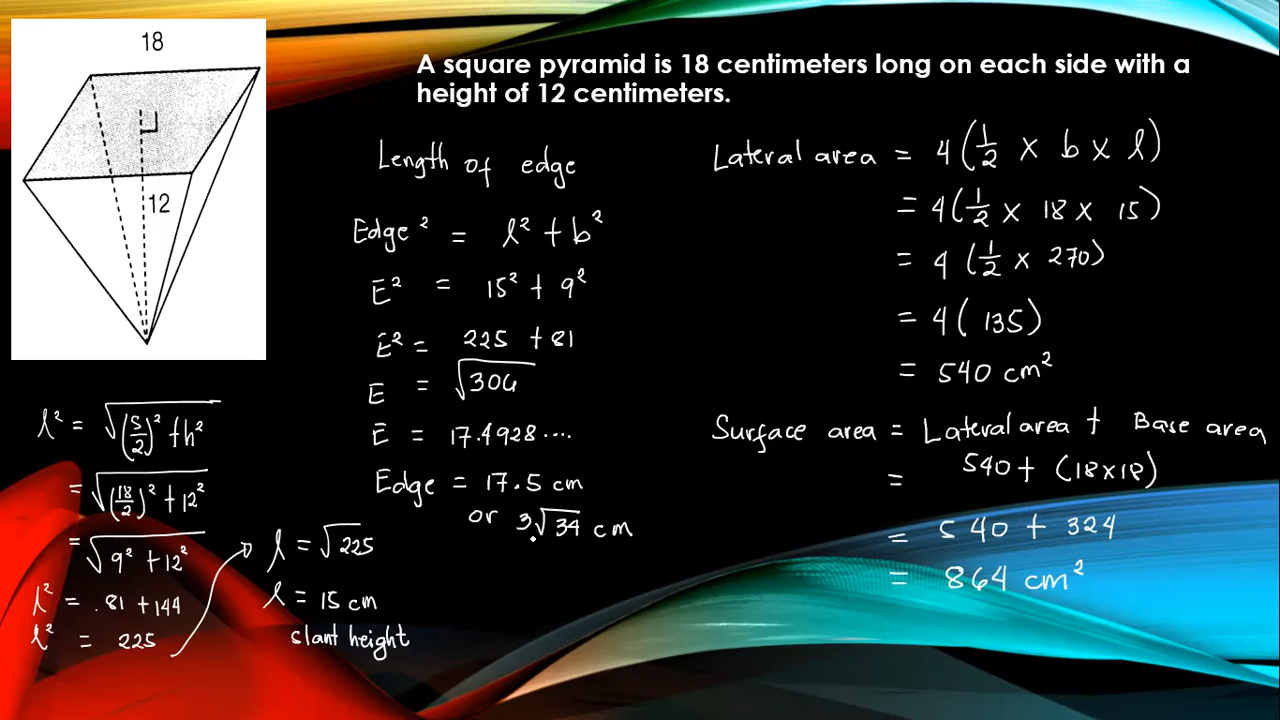 18
12
A square pyramid is 18 centimeters long on each side with a
height of 12 centimeters.
Length of edge
Edge² = l² + b²
E² = 15² + 9²
E² = 225 + 81
E = √306
E = 17.4928....
Edge = 17.5 cm
or 3√34 cm
l² = √(s/2)² + h²
= √(18/2)² + 12²
= √9² + 12²
l² = 81 + 144
l² = 225
l = √225
l = 15 cm
slant height
Lateral area = 4(1/2 x b x l)
= 4(1/2 x 18 x 15)
= 4 (1/2 x 270)
= 4 ( 135)
= 540 cm²
Surface area = Lateral area + Base area
= 540 + (18x18)
= 540 + 324
= 864 cm²